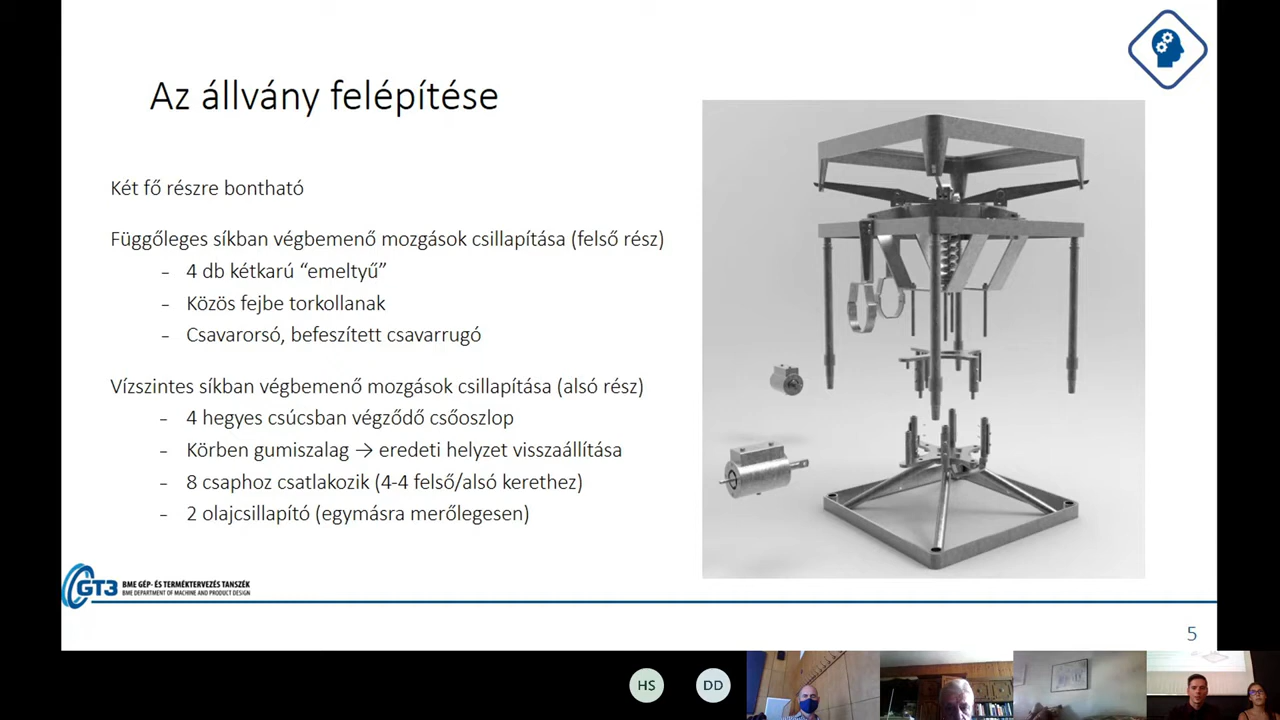 Az állvány felépítése
Két fő részre bontható
Függőleges síkban végbemenő mozgások csillapítása (felső rész)
- 4 db kétkarú “emeltyű”
- Közös fejbe torkollanak
- Csavarorsó, befeszített csavarrugó
Vízszintes síkban végbemenő mozgások csillapítása (alsó rész)
- 4 hegyes csúcsban végződő csőoszlop
- Körben gumiszalag → eredeti helyzet visszaállítása
- 8 csaphoz csatlakozik (4-4 felső/alsó kerethez)
- 2 olajcsillapító (egymásra merőlegesen)
GT3
BME GÉP- ÉS TERMÉKTERVEZÉS TANSZÉK
BME DEPARTMENT OF MACHINE AND PRODUCT DESIGN
5
HS
DD